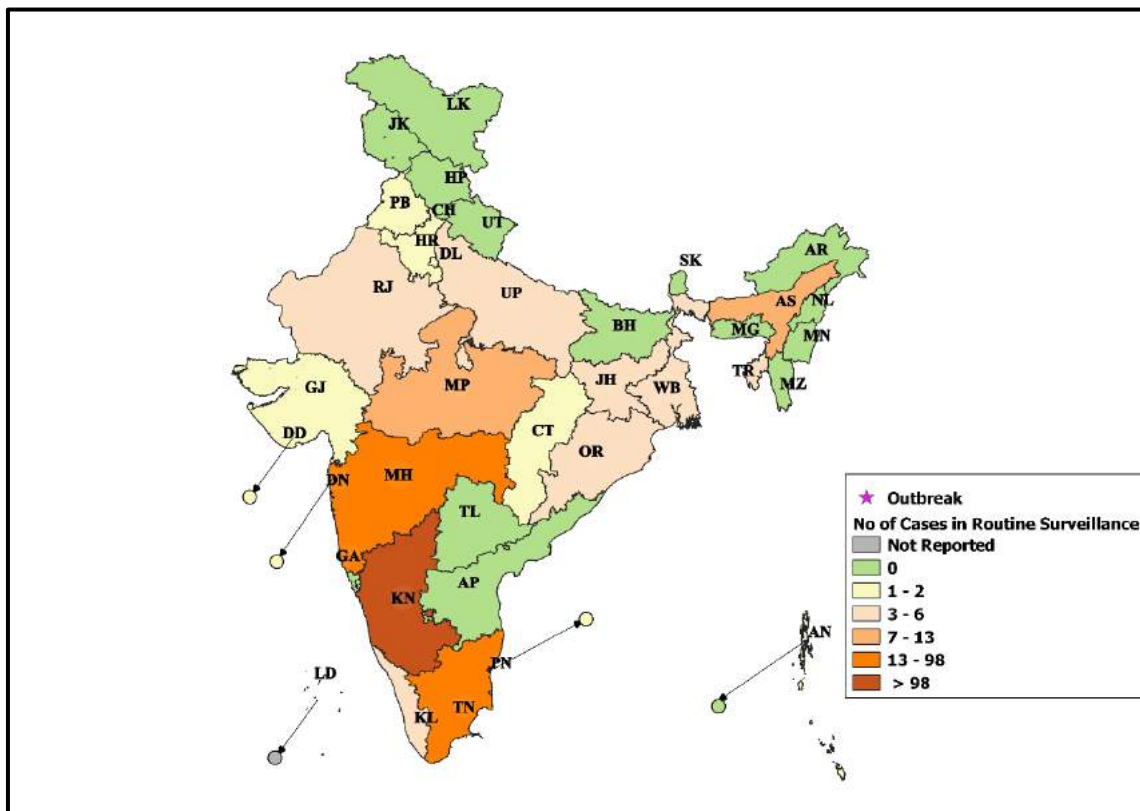 LK
JK
HP
PB
CH
UT
HR
DL
SK
AR
RJ
UP
AS
NL
BH
MG
MN
GJ
MP
JH
WB
TR
MZ
DD
CT
OR
DN
MH
TL
GA
AP
KN
AN
PN
LD
KL
TN
Outbreak
No of Cases in Routine Surveillance
Not Reported
0
1 - 2
3 - 6
7 - 13
13 - 98
> 98